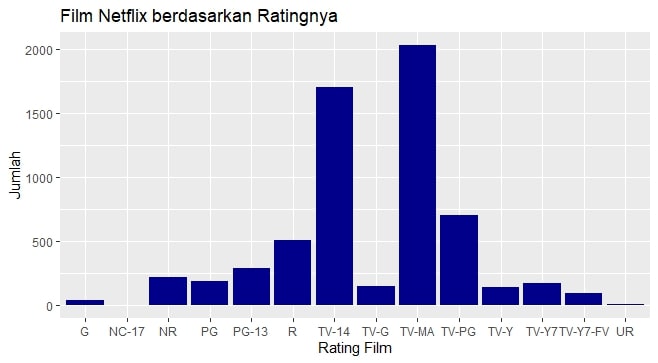 Film Netflix berdasarkan Ratingnya
2000
1500
1000
500
0
Jumlah
G NC-17 NR PG PG-13 R TV-14 TV-G TV-MA TV-PG TV-Y TV-Y7 TV-Y7-FV UR
Rating Film